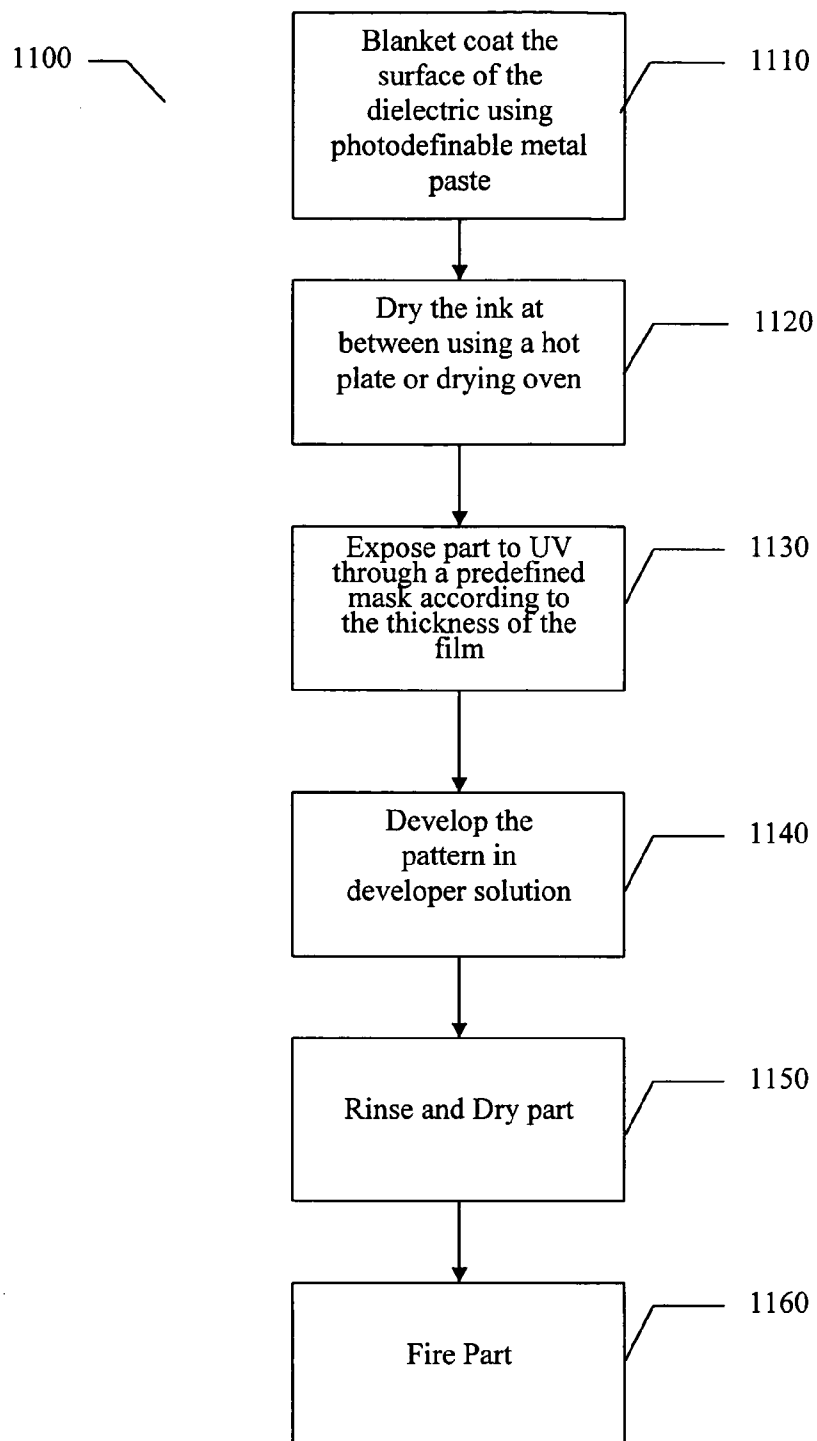 1100
Blanket coat the
surface of the
dielectric using
photodefinable metal
paste
1110
Dry the ink at
between using a hot
plate or drying oven
1120
Expose part to UV
through a predefined
mask according to
the thickness of the
film
1130
Develop the
pattern in
developer solution
1140
Rinse and Dry part
1150
Fire Part
1160